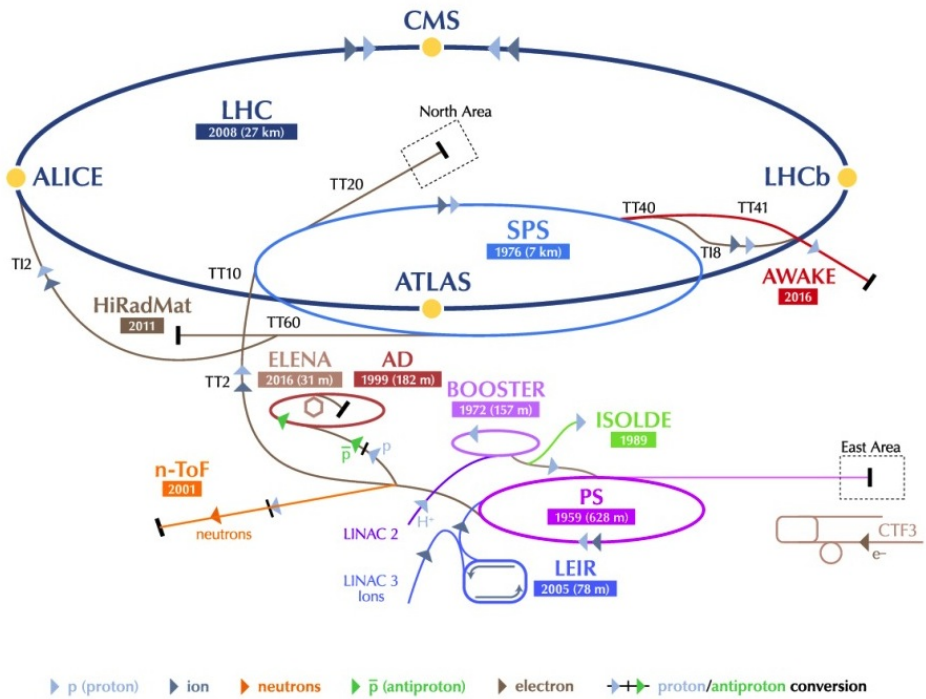 CMS
LHC
2008 (27 km)
North Area
ALICE
TT20
LHCb
TT40
TT41
SPS
1976 (7 km)
TI2
TT10
TI8
ATLAS
AWAKE
2016
HiRadMat
2011
TT60
ELENA
2016 (31 m)
AD
1999 (182 m)
TT2
BOOSTER
1972 (157 m)
ISOLDE
1989
p̅
p
East Area
n-ToF
2001
PS
1959 (628 m)
H⁺
neutrons
LINAC 2
CTF3
e–
LINAC 3
Ions
LEIR
2005 (78 m)
p (proton)
ion
neutrons
p̅ (antiproton)
electron
proton/antiproton conversion